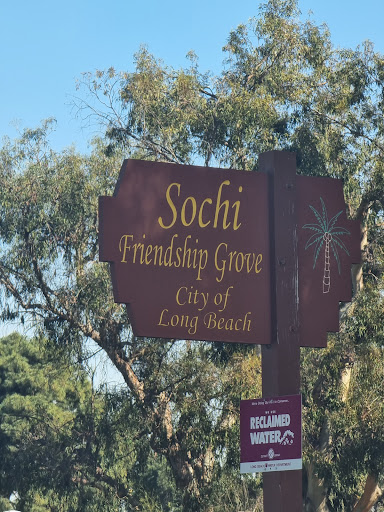 Sochi
Friendship Grove
City of
Long Beach
RECLAIMED
WATER